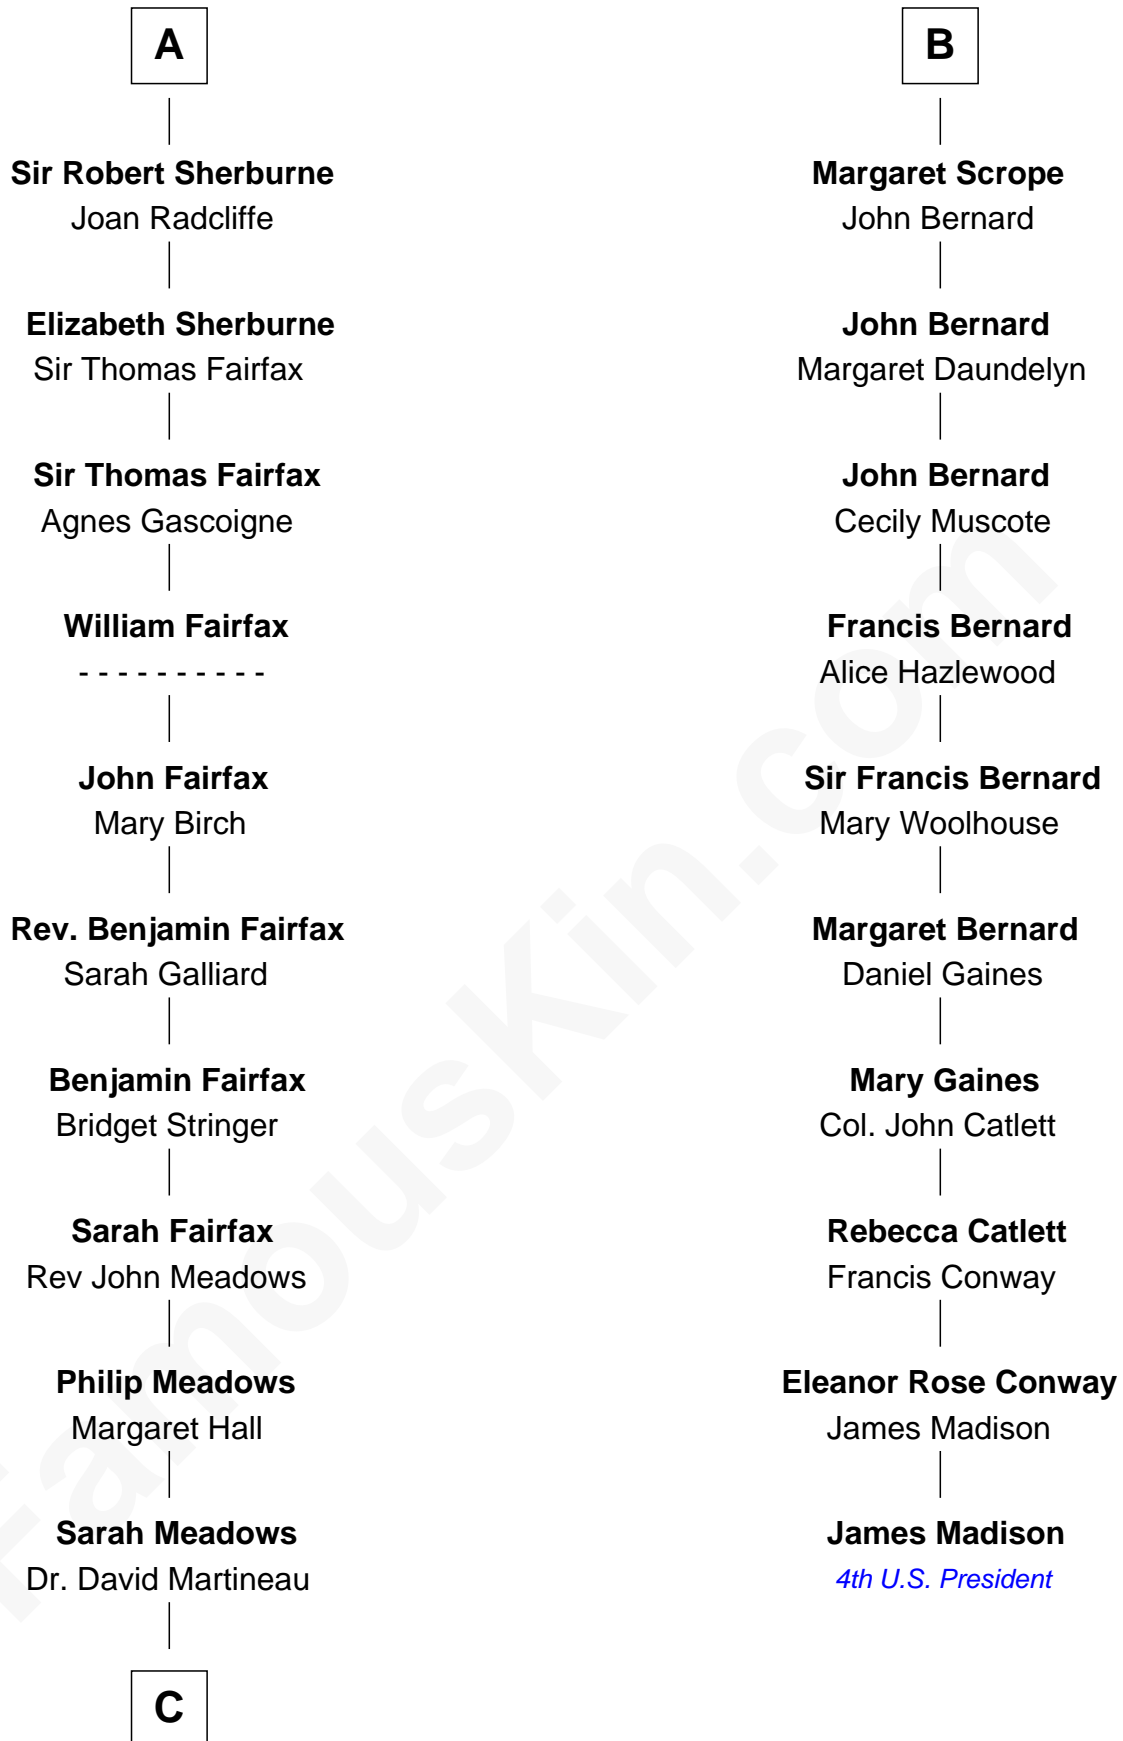 A
Sir Robert Sherburne
Joan Radcliffe
Elizabeth Sherburne
Sir Thomas Fairfax
Sir Thomas Fairfax
Agnes Gascoigne
William Fairfax
- - - - - - - - - -
John Fairfax
Mary Birch
Rev. Benjamin Fairfax
Sarah Galliard
Benjamin Fairfax
Bridget Stringer
Sarah Fairfax
Rev John Meadows
Philip Meadows
Margaret Hall
Sarah Meadows
Dr. David Martineau
C
B
Margaret Scrope
John Bernard
John Bernard
Margaret Daundelyn
John Bernard
Cecily Muscote
Francis Bernard
Alice Hazlewood
Sir Francis Bernard
Mary Woolhouse
Margaret Bernard
Daniel Gaines
Mary Gaines
Col. John Catlett
Rebecca Catlett
Francis Conway
Eleanor Rose Conway
James Madison
James Madison
4th U.S. President
FamousKin.com